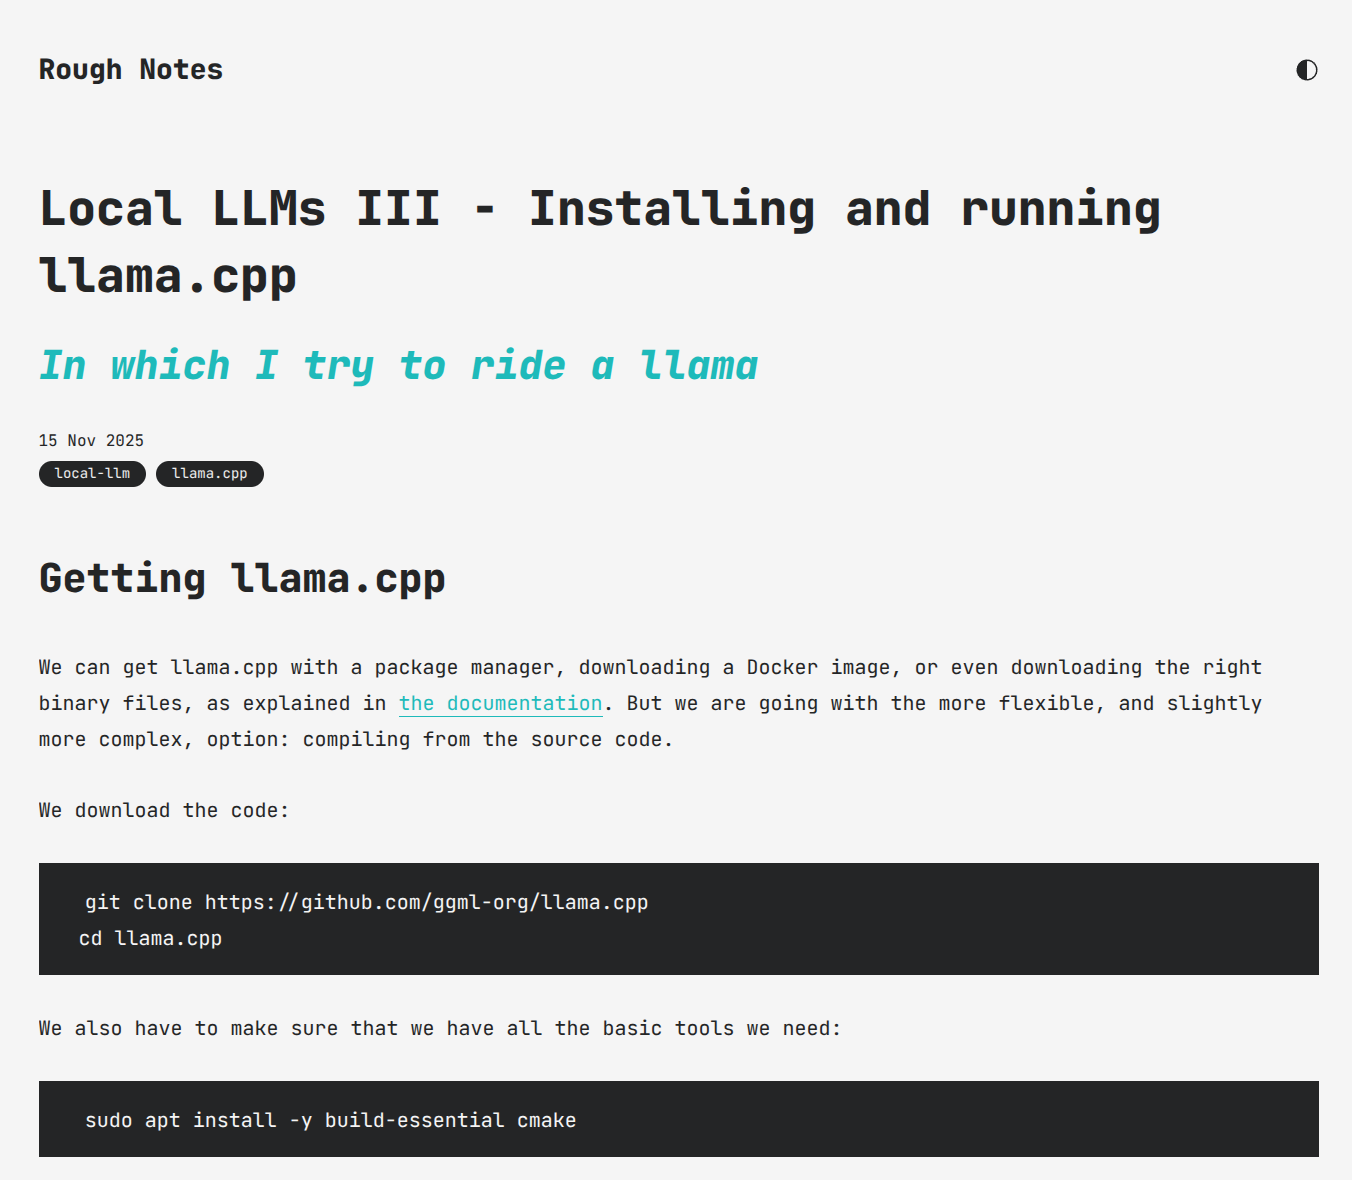 Rough Notes
Local LLMs III - Installing and running
llama.cpp
In which I try to ride a llama
15 Nov 2025
local-llm llama.cpp
Getting llama.cpp
We can get llama.cpp with a package manager, downloading a Docker image, or even downloading the right
binary files, as explained in the documentation. But we are going with the more flexible, and slightly
more complex, option: compiling from the source code.
We download the code:
git clone https://github.com/ggml-org/llama.cpp
cd llama.cpp
We also have to make sure that we have all the basic tools we need:
sudo apt install -y build-essential cmake